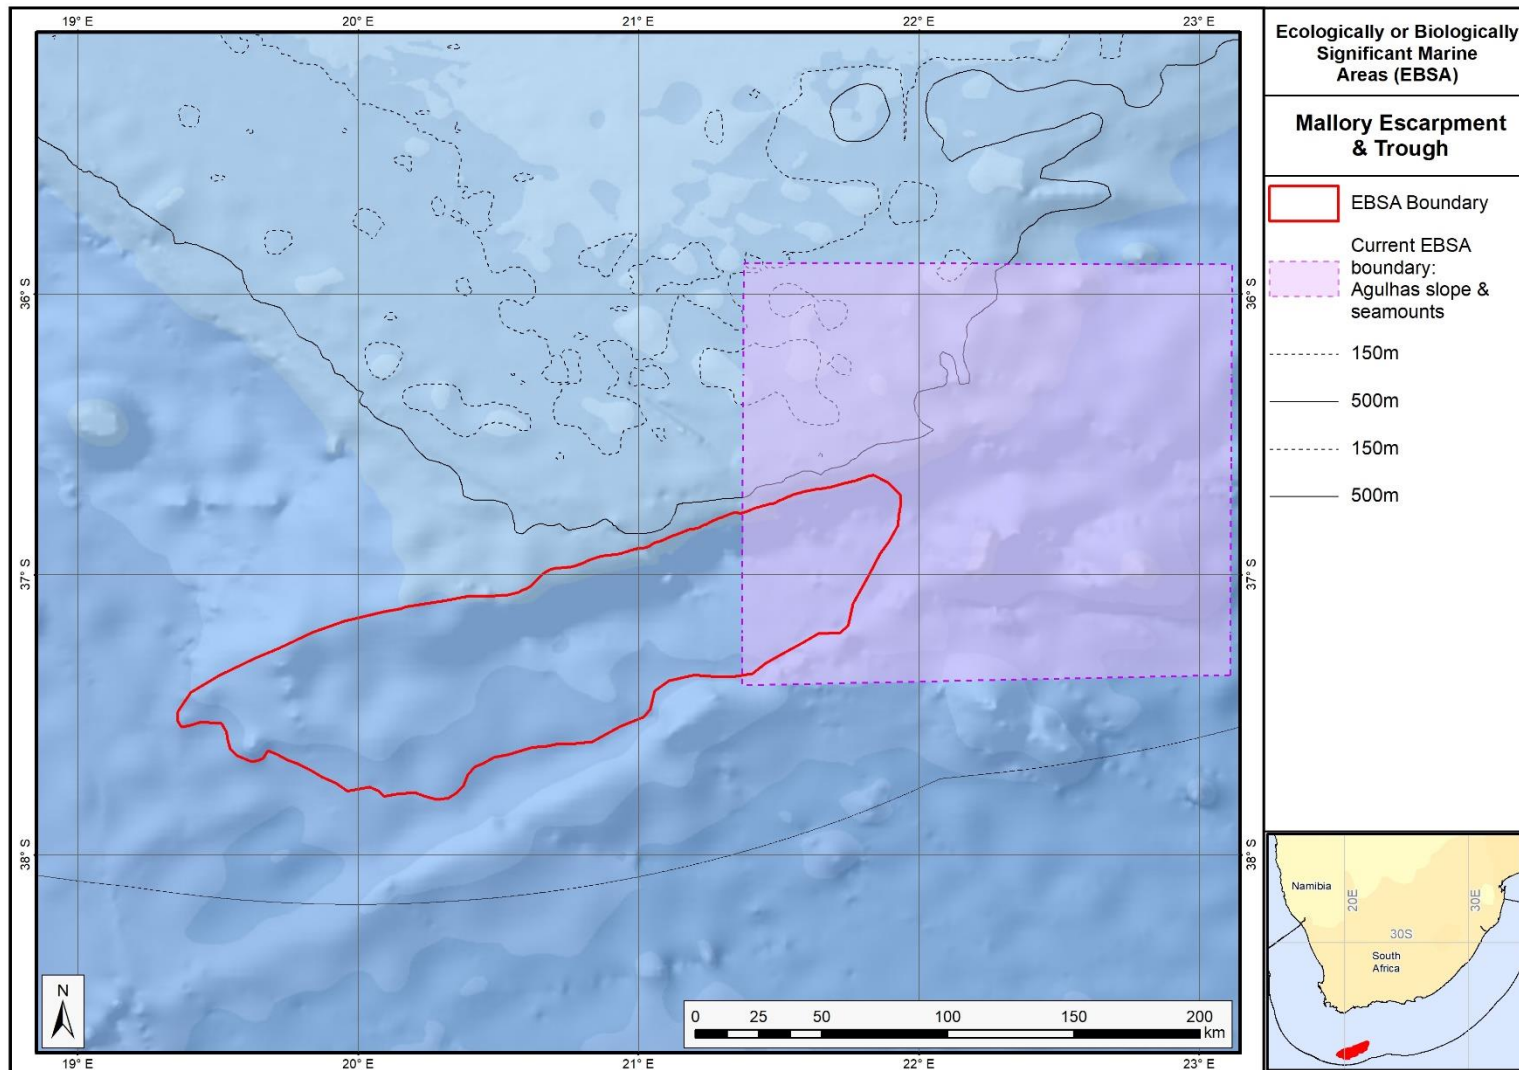 19° E
20° E
21° E
22° E
23° E
Ecologically or Biologically
Significant Marine
Areas (EBSA)
Mallory Escarpment
& Trough
EBSA Boundary
Current EBSA
boundary:
Agulhas slope &
seamounts
150m
500m
150m
500m
36° S
36° S
37° S
37° S
38° S
38° S
Namibia
20E
30E
30S
South
Africa
N
0
25
50
100
150
200
km
19° E
20° E
21° E
22° E
23° E